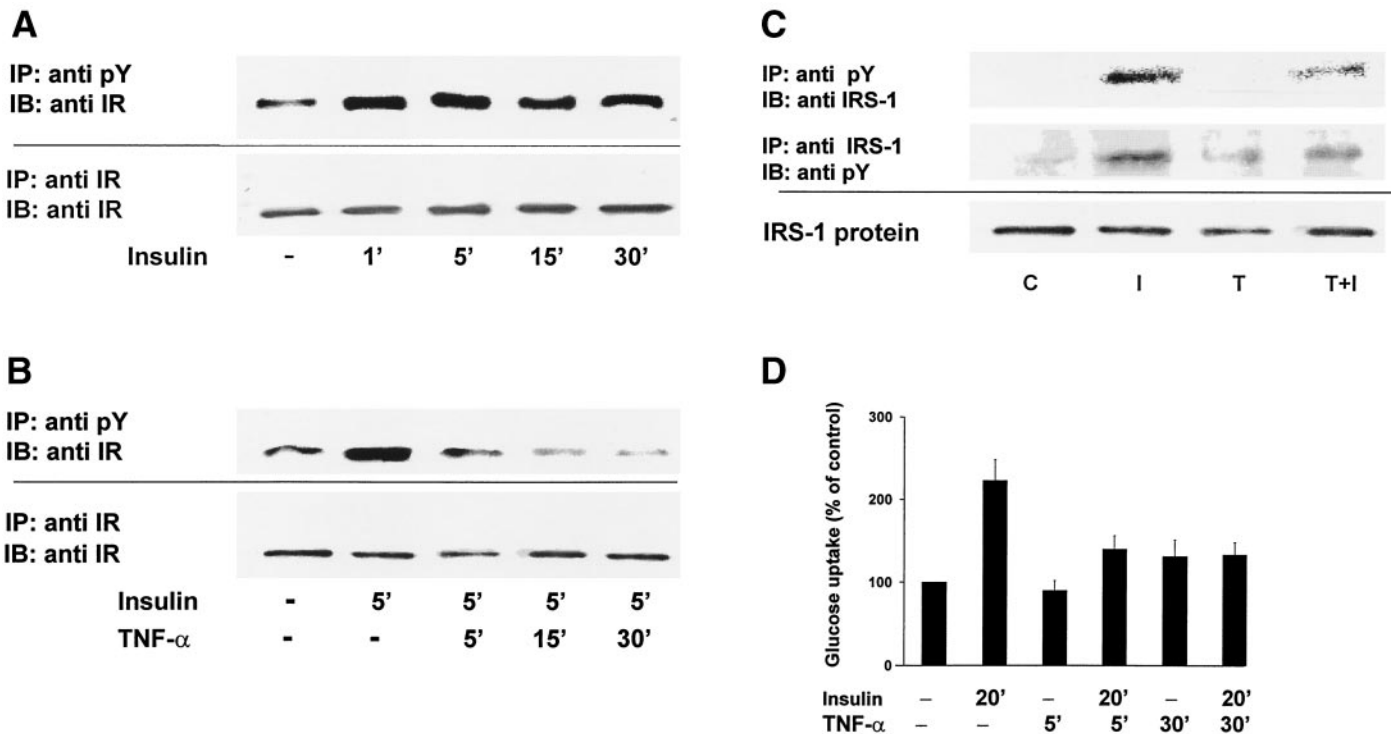 A
IP: anti pY
IB: anti IR
IP: anti IR
IB: anti IR
Insulin - 1’ 5’ 15’ 30’
B
IP: anti pY
IB: anti IR
IP: anti IR
IB: anti IR
Insulin - 5’ 5’ 5’ 5’
TNF-α - - 5’ 15’ 30’
C
IP: anti pY
IB: anti IRS-1
IP: anti IRS-1
IB: anti pY
IRS-1 protein
C I T T+I
D
Glucose uptake (% of control)
300
200
100
0
Insulin – 20’ – 20’ – 20’
TNF-α – – 5’ 5’ 30’ 30’